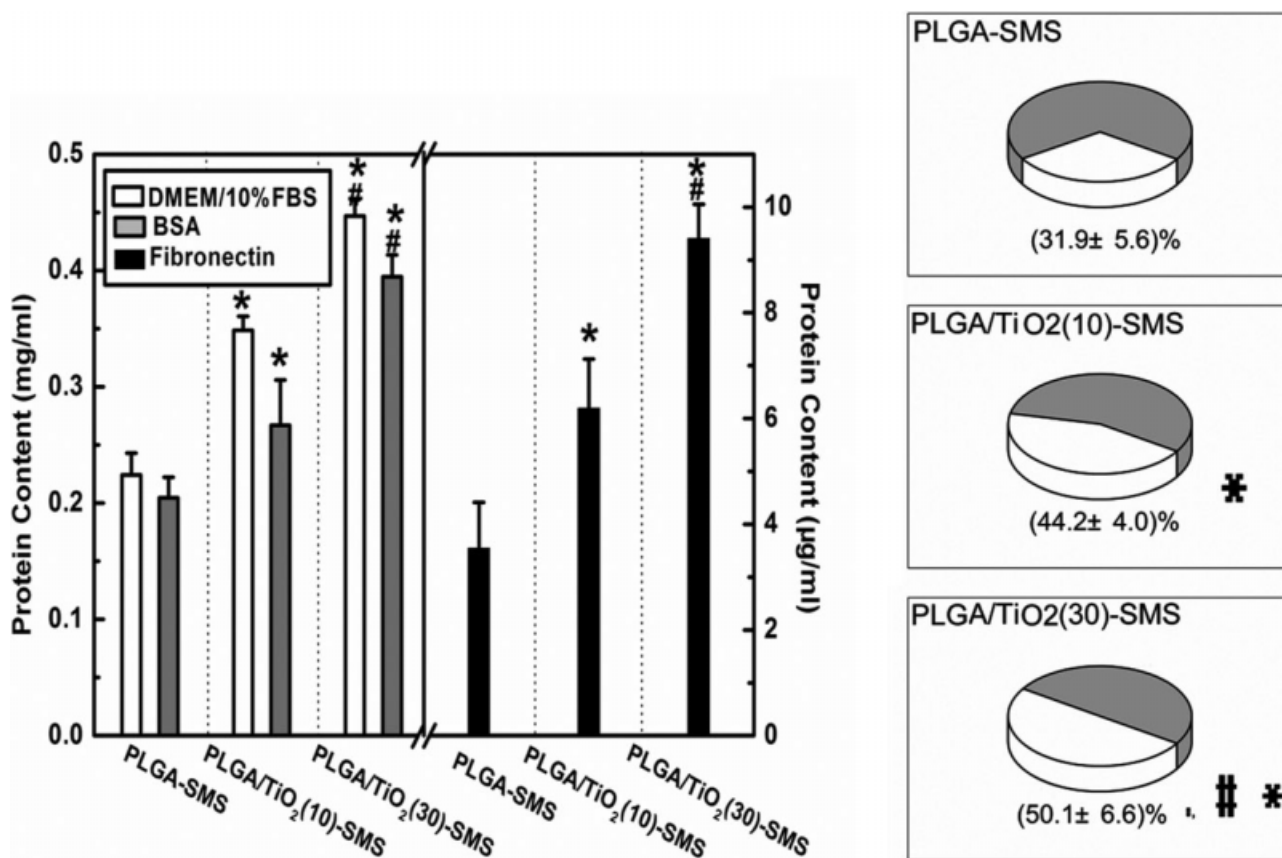 Protein Content (mg/ml)
0.5
0.4
0.3
0.2
0.1
0.0
DMEM/10%FBS
BSA
Fibronectin
*
*
*
#
*
#
*
*
#
PLGA-SMS
PLGA/TiO₂(10)-SMS
PLGA/TiO₂(30)-SMS
PLGA-SMS
PLGA/TiO₂(10)-SMS
PLGA/TiO₂(30)-SMS
10
8
6
4
2
0
Protein Content (µg/ml)
PLGA-SMS
(31.9± 5.6)%
PLGA/TiO2(10)-SMS
*
(44.2± 4.0)%
PLGA/TiO2(30)-SMS
(50.1± 6.6)% # *